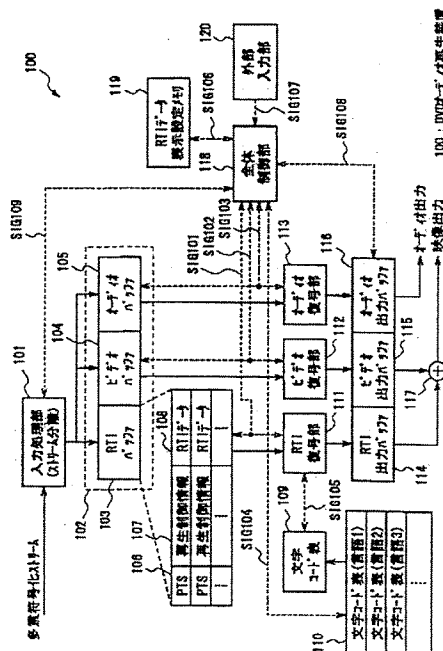 100
119
RTIデータ
表示設定メモリ
120
外部
入力部
SIG106
SIG107
118
全体
制御部
SIG109
SIG108
SIG101
SIG102
SIG103
101
入力処理部
(ストリーム分離)
多重符号化ストリーム
102
103
RTI
バッファ
104
ビデオ
バッファ
105
オーディオ
バッファ
106
107
108
PTS
再生制御情報
RTIデータ
PTS
再生制御情報
RTIデータ
109
文字
コード表
SIG105
SIG104
RTI
復号部
111
ビデオ
復号部
112
オーディオ
復号部
113
110
文字コード表(言語1)
文字コード表(言語2)
文字コード表(言語3)
RTI
出力バッファ
114
ビデオ
出力バッファ
115
オーディオ
出力バッファ
116
117
オーディオ出力
映像出力
100 : DVDオーディオ再生装置